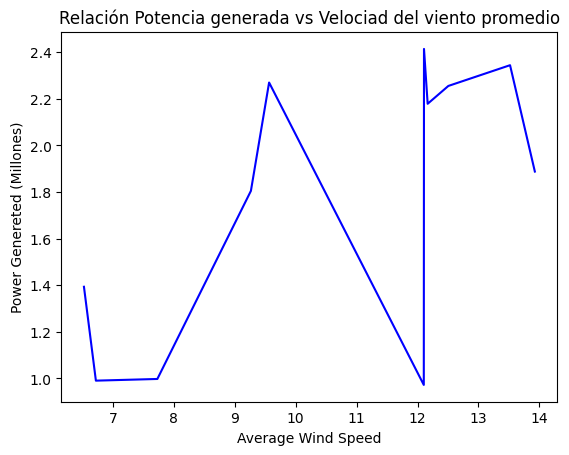 Relación Potencia generada vs Velociad del viento promedio
Power Genereted (Millones)
2.4
2.2
2.0
1.8
1.6
1.4
1.2
1.0
7 8 9 10 11 12 13 14
Average Wind Speed